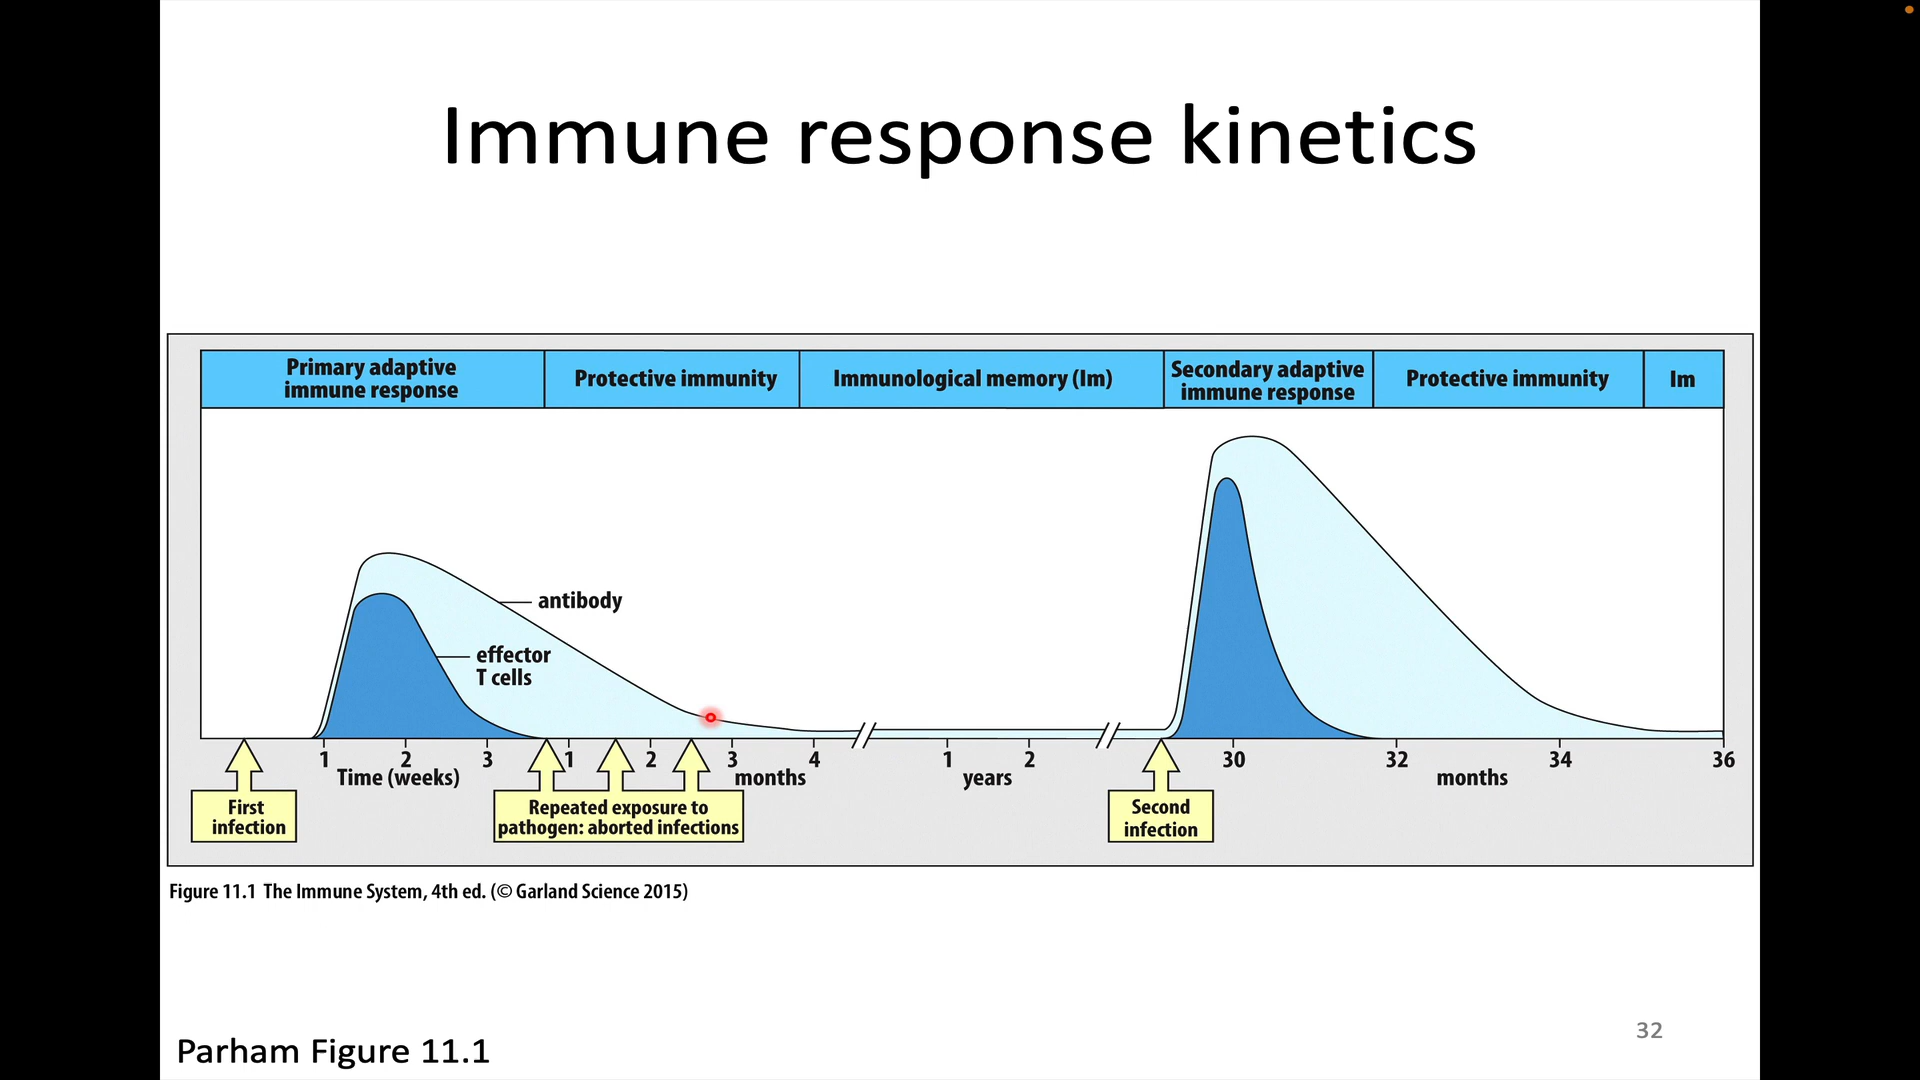 Immune response kinetics
Primary adaptive
immune response
Protective immunity
Immunological memory (Im)
Secondary adaptive
immune response
Protective immunity
Im
antibody
effector
T cells
1
2
3
1
2
3
4
1
2
30
32
34
36
Time (weeks)
months
years
months
First
infection
Repeated exposure to
pathogen: aborted infections
Second
infection
Figure 11.1 The Immune System, 4th ed. (© Garland Science 2015)
32
Parham Figure 11.1